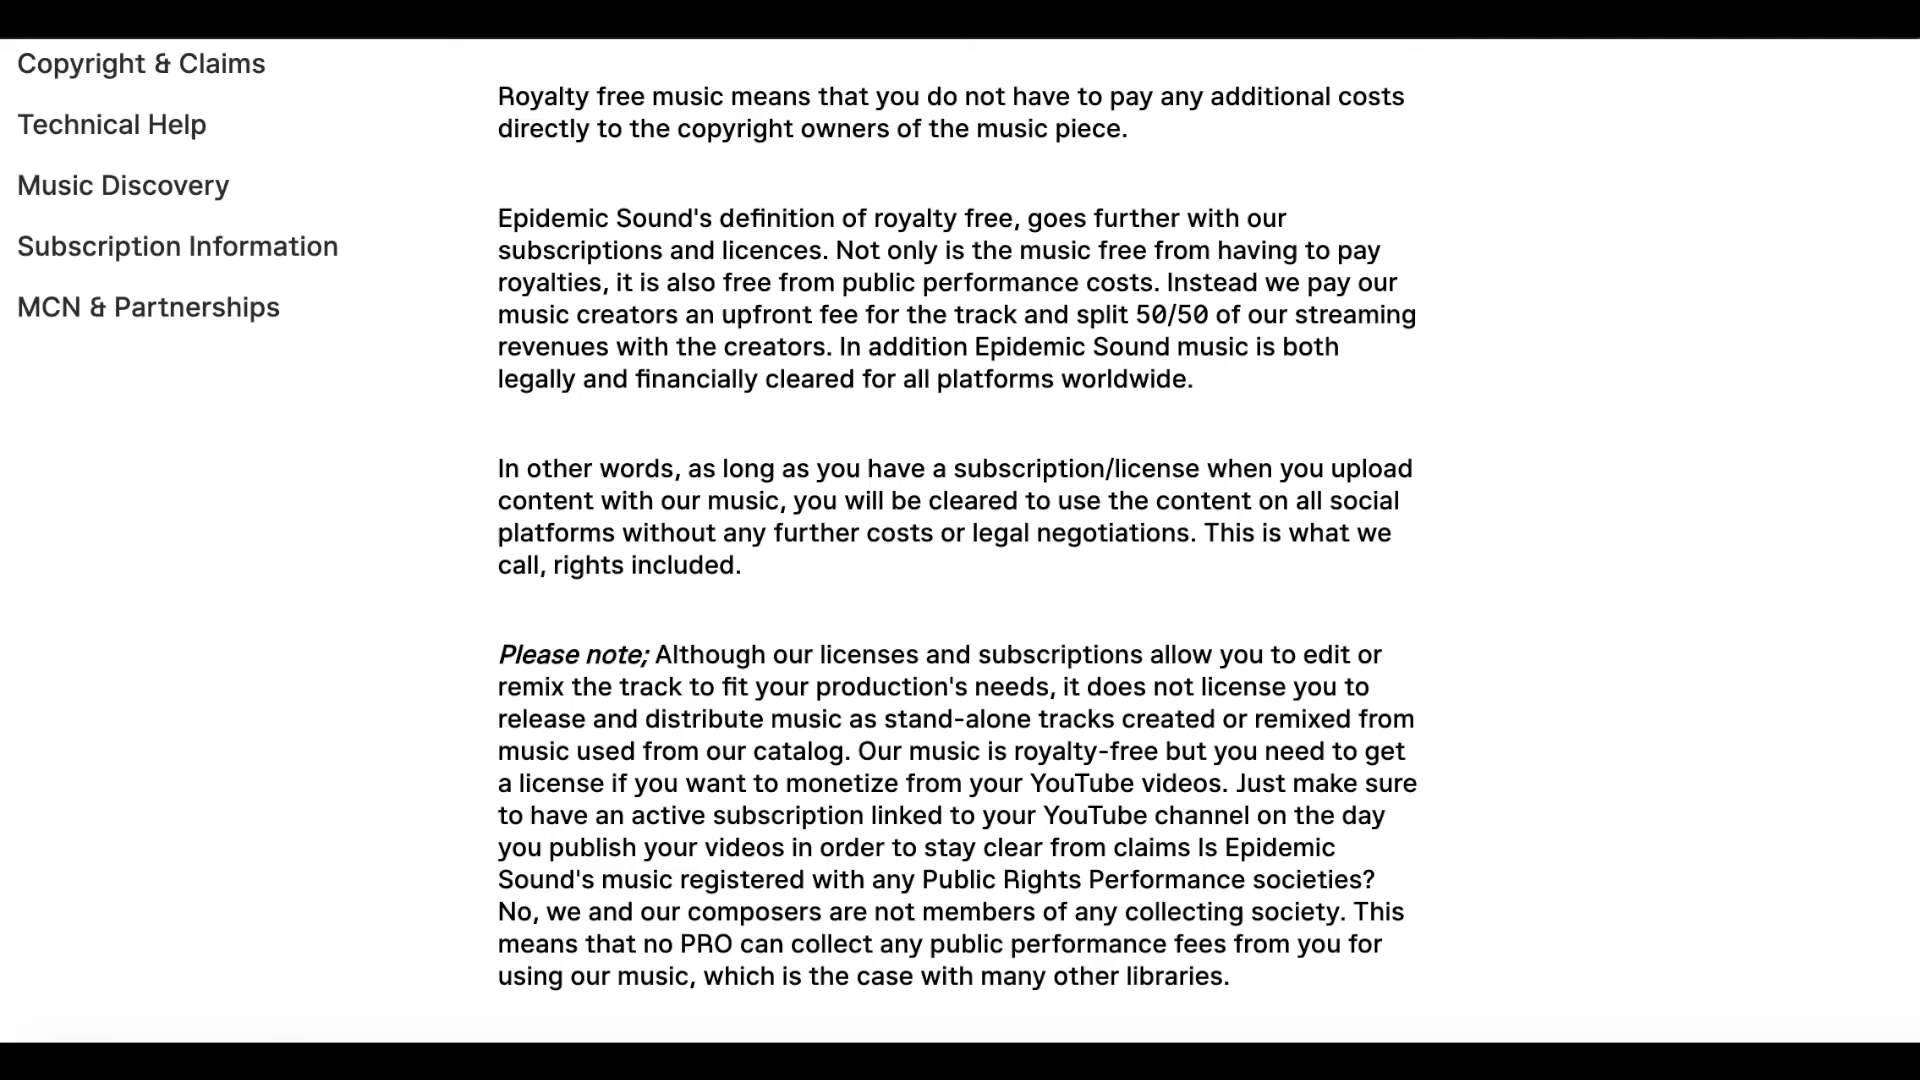 Copyright & Claims
Technical Help
Music Discovery
Subscription Information
MCN & Partnerships
Royalty free music means that you do not have to pay any additional costs
directly to the copyright owners of the music piece.
Epidemic Sound's definition of royalty free, goes further with our
subscriptions and licences. Not only is the music free from having to pay
royalties, it is also free from public performance costs. Instead we pay our
music creators an upfront fee for the track and split 50/50 of our streaming
revenues with the creators. In addition Epidemic Sound music is both
legally and financially cleared for all platforms worldwide.
In other words, as long as you have a subscription/license when you upload
content with our music, you will be cleared to use the content on all social
platforms without any further costs or legal negotiations. This is what we
call, rights included.
Please note; Although our licenses and subscriptions allow you to edit or
remix the track to fit your production's needs, it does not license you to
release and distribute music as stand-alone tracks created or remixed from
music used from our catalog. Our music is royalty-free but you need to get
a license if you want to monetize from your YouTube videos. Just make sure
to have an active subscription linked to your YouTube channel on the day
you publish your videos in order to stay clear from claims Is Epidemic
Sound's music registered with any Public Rights Performance societies?
No, we and our composers are not members of any collecting society. This
means that no PRO can collect any public performance fees from you for
using our music, which is the case with many other libraries.